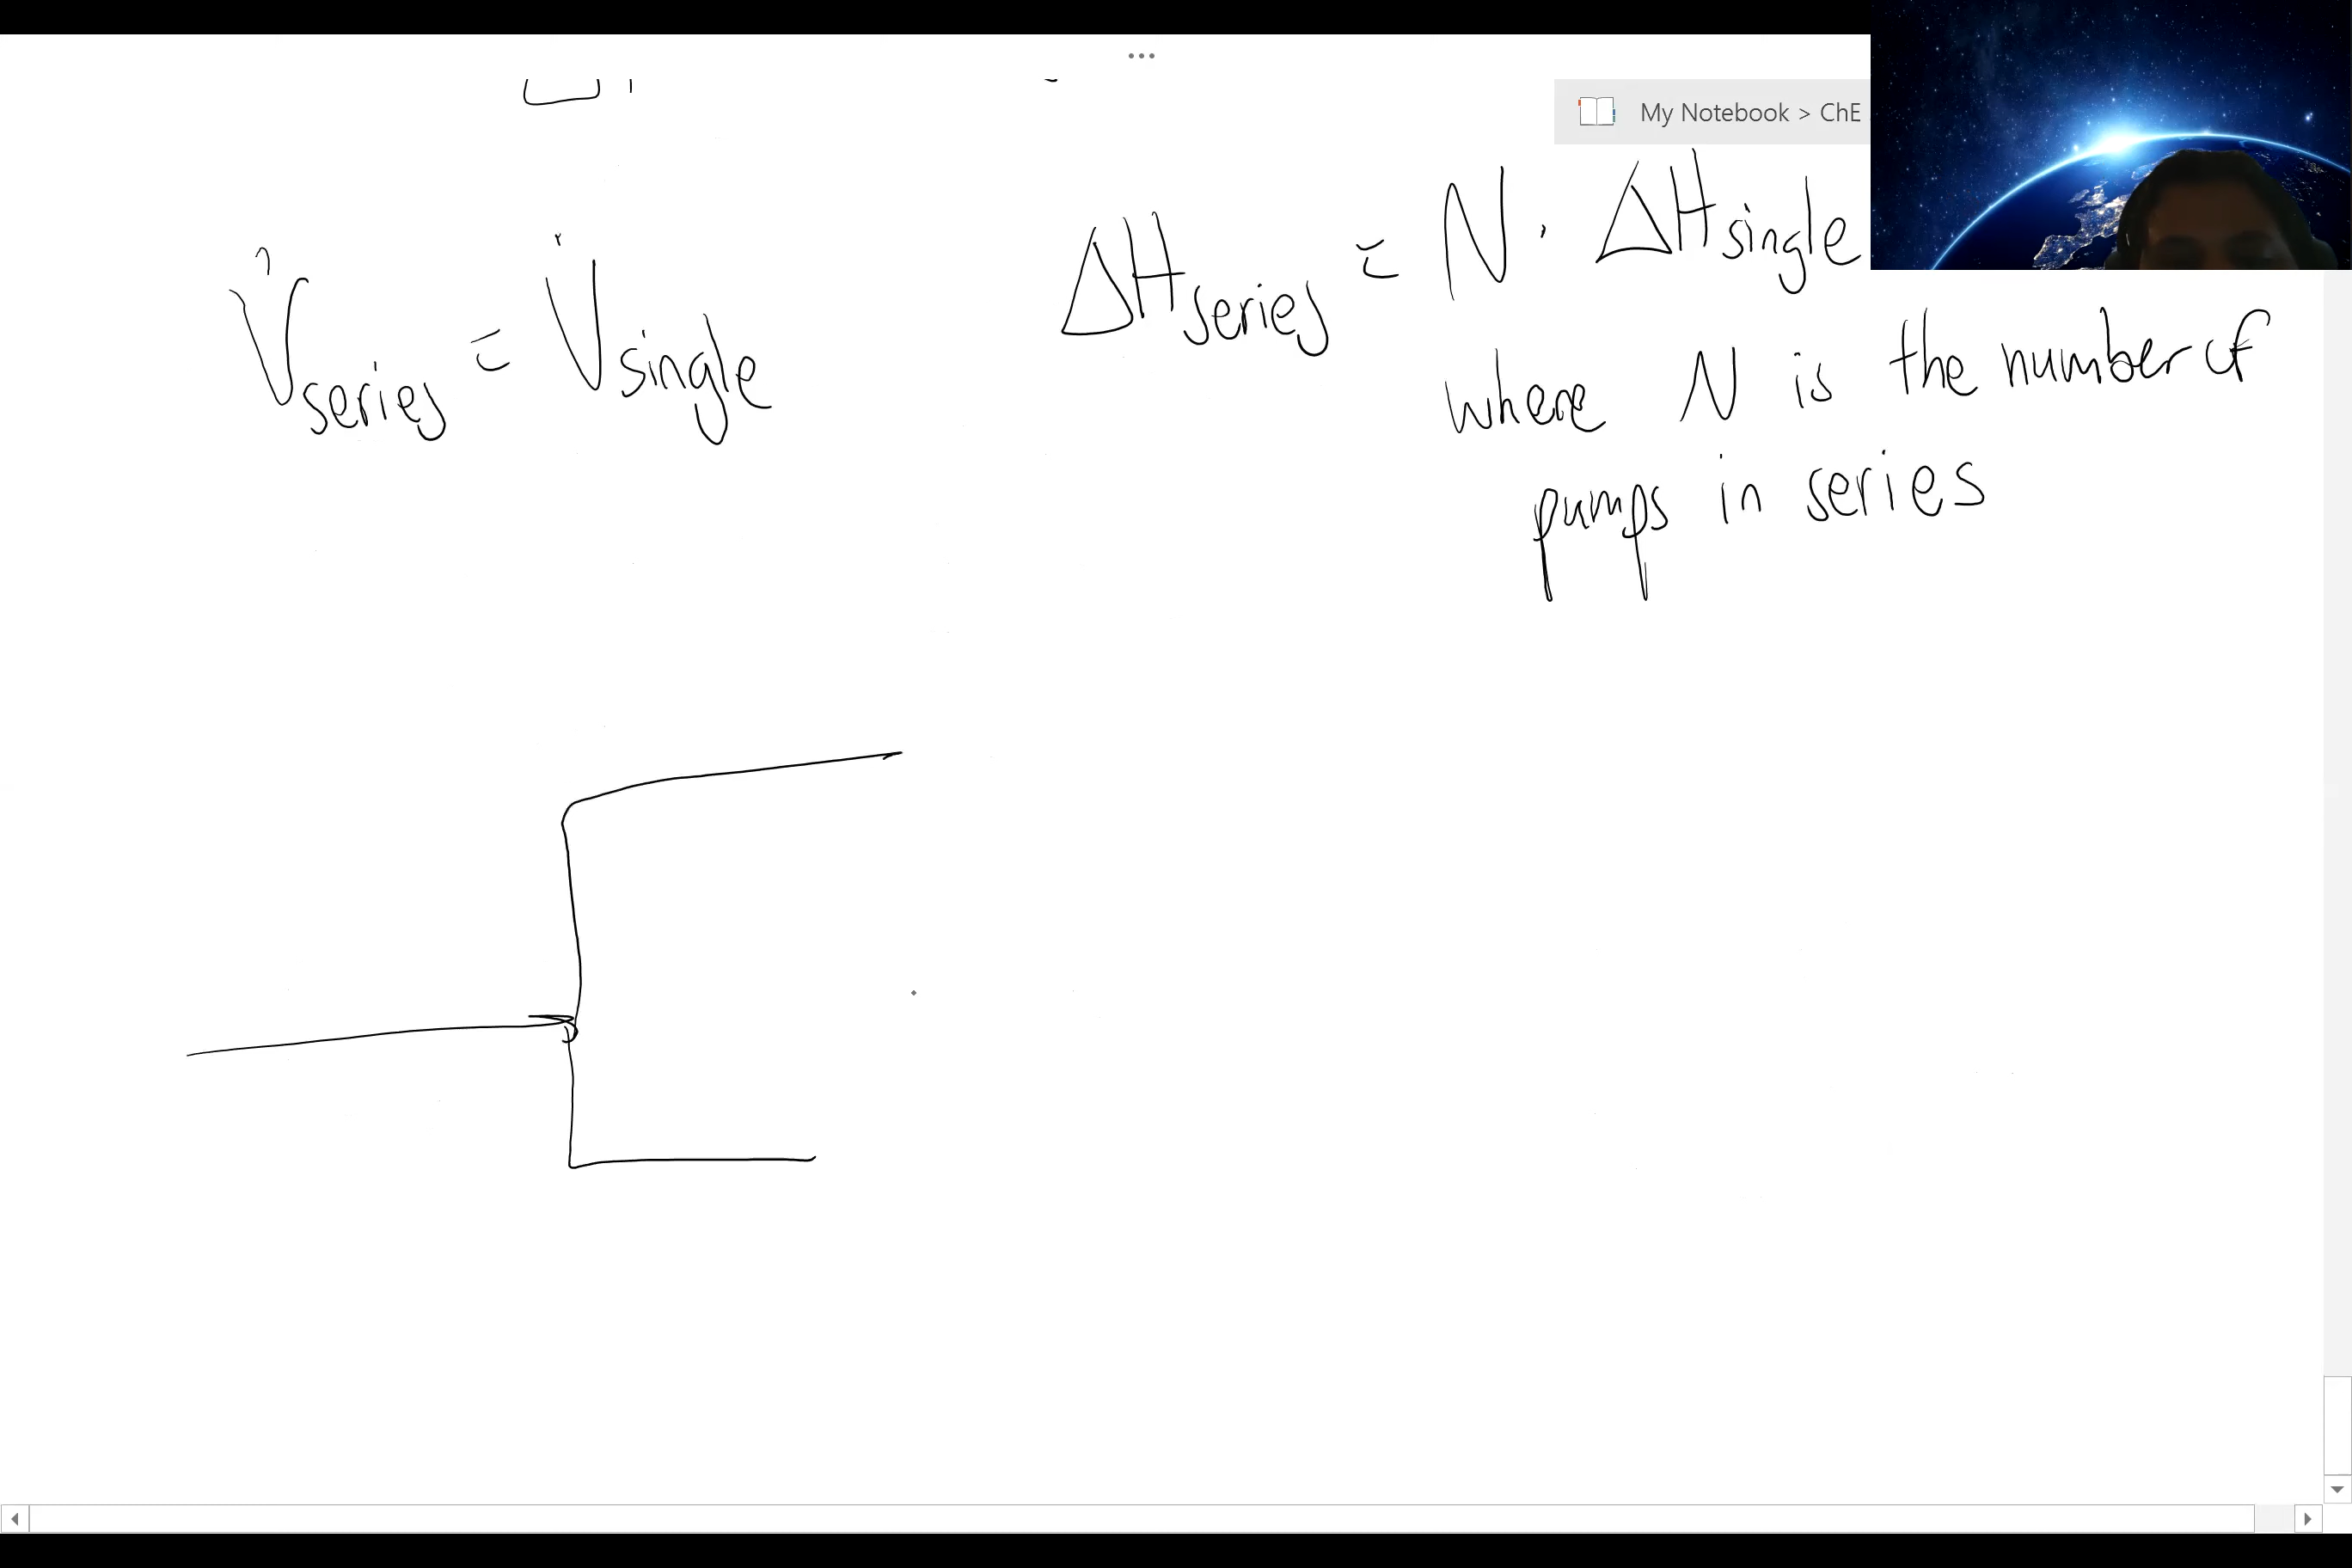 My Notebook > ChE
V̇series = V̇single
ΔHseries = N · ΔHsingle
where N is the number of
pumps in series